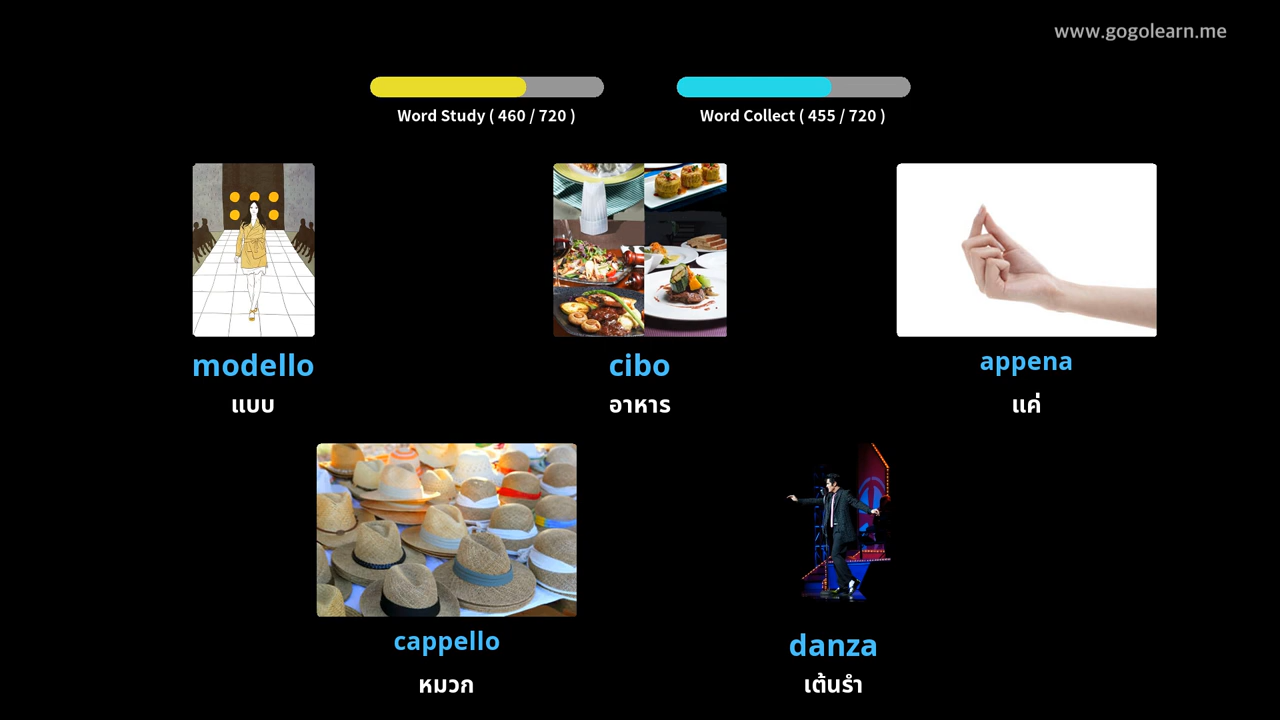 www.gogolearn.me
Word Study ( 460 / 720 )
Word Collect ( 455 / 720 )
modello
แบบ
cibo
อาหาร
appena
แค่
cappello
หมวก
danza
เต้นรำ